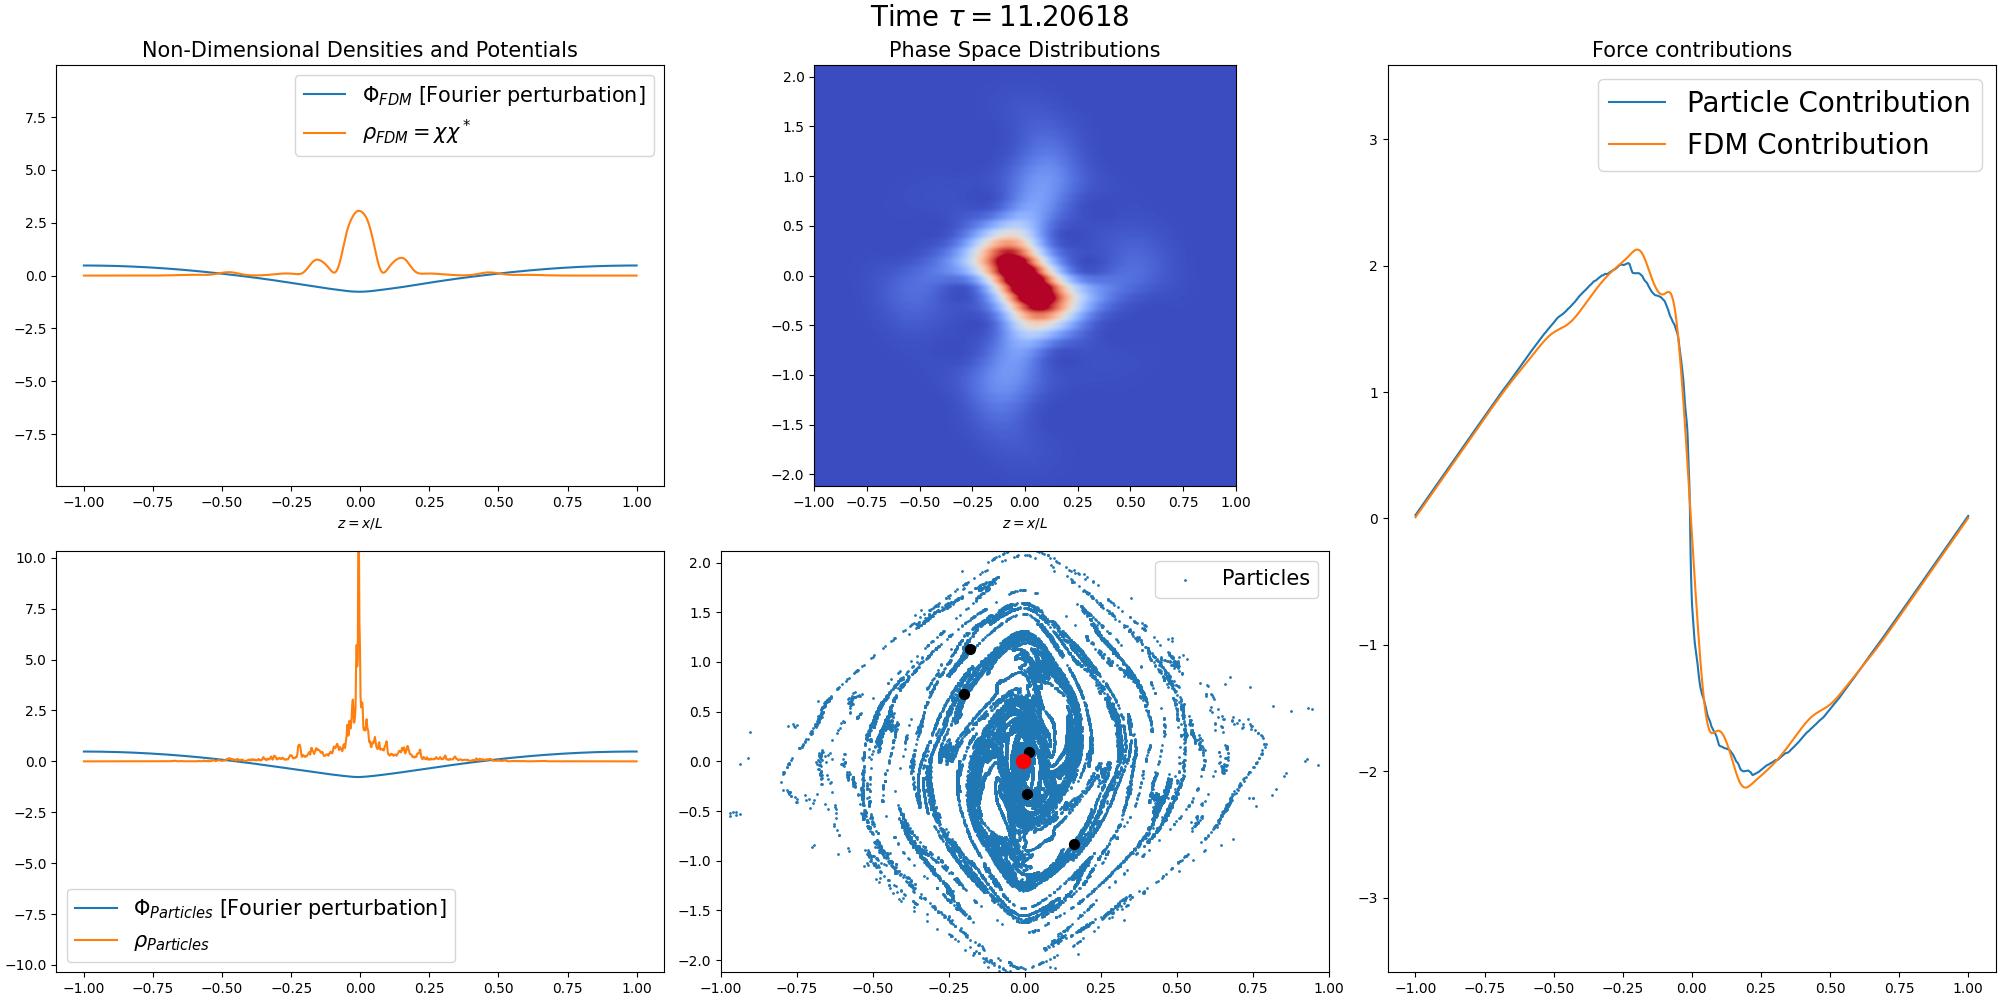 Time τ = 11.20618
Non-Dimensional Densities and Potentials
Φ_FDM [Fourier perturbation]
ρ_FDM = χχ*
7.5
5.0
2.5
0.0
−2.5
−5.0
−7.5
−1.00 −0.75 −0.50 −0.25 0.00 0.25 0.50 0.75 1.00
z = x/L
Phase Space Distributions
2.0
1.5
1.0
0.5
0.0
−0.5
−1.0
−1.5
−2.0
−1.00 −0.75 −0.50 −0.25 0.00 0.25 0.50 0.75 1.00
z = x/L
Force contributions
Particle Contribution
FDM Contribution
3
2
1
0
−1
−2
−3
−1.00 −0.75 −0.50 −0.25 0.00 0.25 0.50 0.75 1.00
10.0
7.5
5.0
2.5
0.0
−2.5
−5.0
−7.5
−10.0
Φ_Particles [Fourier perturbation]
ρ_Particles
−1.00 −0.75 −0.50 −0.25 0.00 0.25 0.50 0.75 1.00
Particles
2.0
1.5
1.0
0.5
0.0
−0.5
−1.0
−1.5
−2.0
−1.00 −0.75 −0.50 −0.25 0.00 0.25 0.50 0.75 1.00